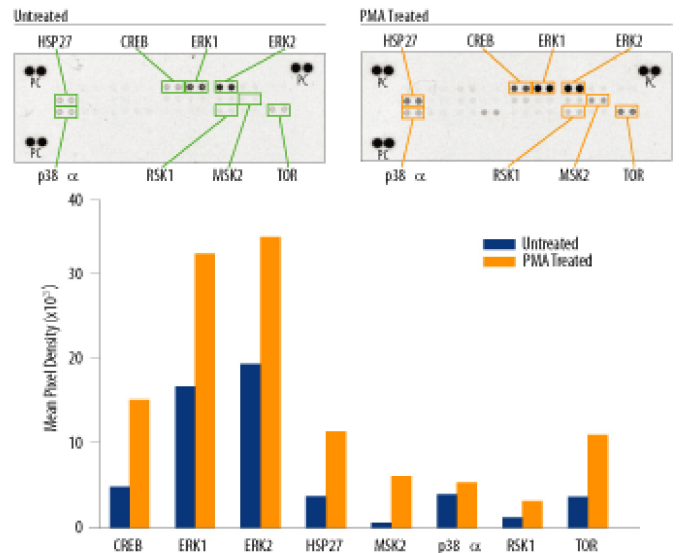 Untreated PMA Treated
HSP27 CREB ERK1 ERK2 HSP27 CREB ERK1 ERK2
PC PC PC PC
PC PC
p38 α RSK1 MSK2 TOR p38 α RSK1 MSK2 TOR
40
30
20
10
0
Mean Pixel Density (x10³)
Untreated
PMA Treated
CREB ERK1 ERK2 HSP27 MSK2 p38 α RSK1 TOR